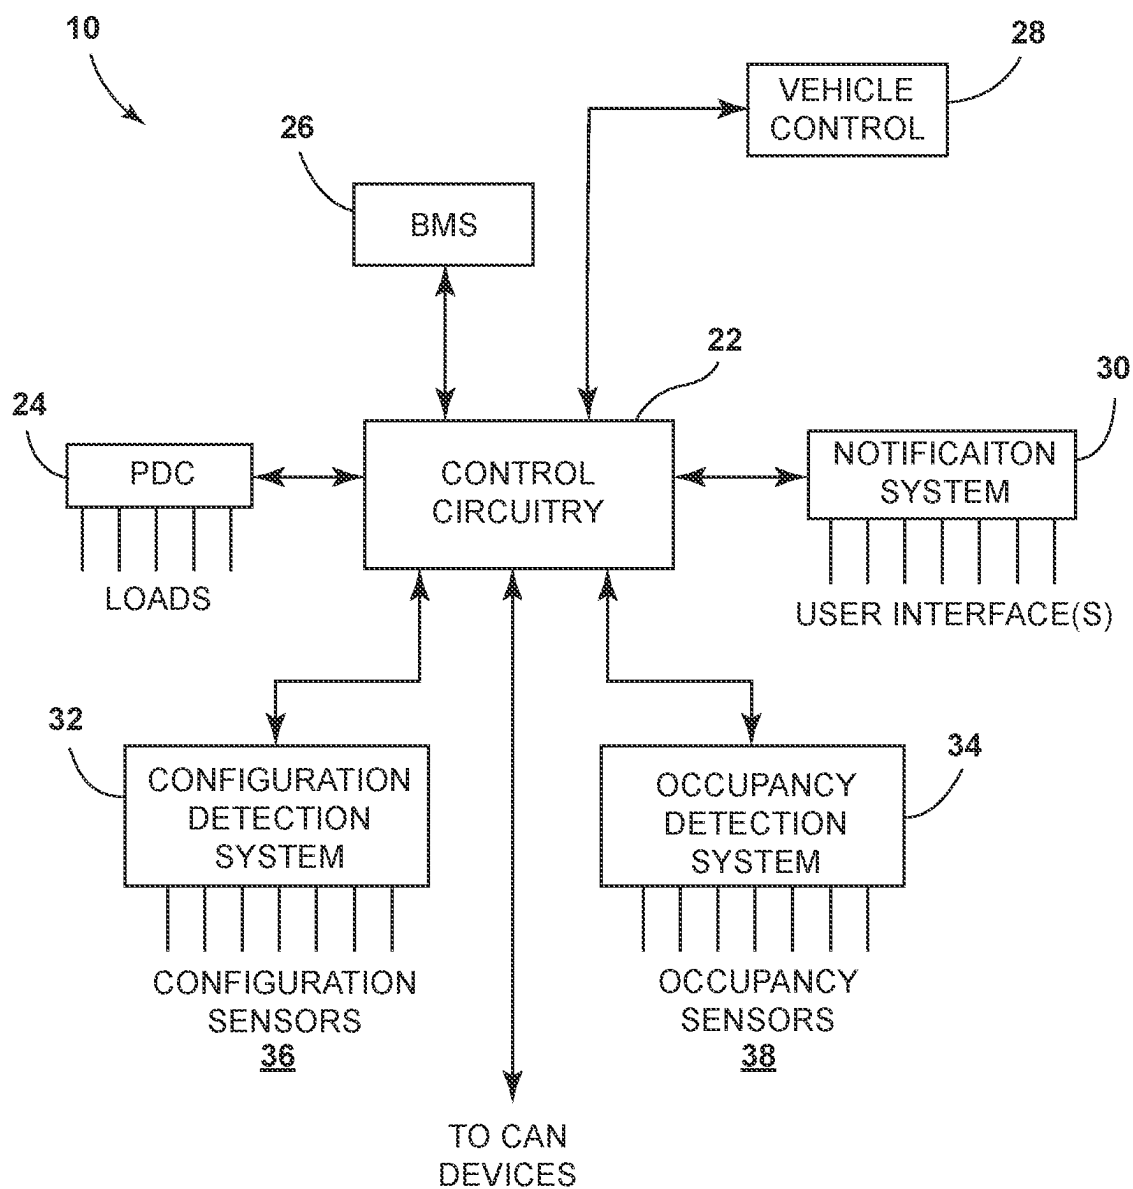 10
28
VEHICLE
CONTROL
26
BMS
22
30
24
PDC
CONTROL
CIRCUITRY
NOTIFICAITON
SYSTEM
LOADS
USER INTERFACE(S)
32
34
CONFIGURATION
DETECTION
SYSTEM
OCCUPANCY
DETECTION
SYSTEM
CONFIGURATION
SENSORS
36
OCCUPANCY
SENSORS
38
TO CAN
DEVICES